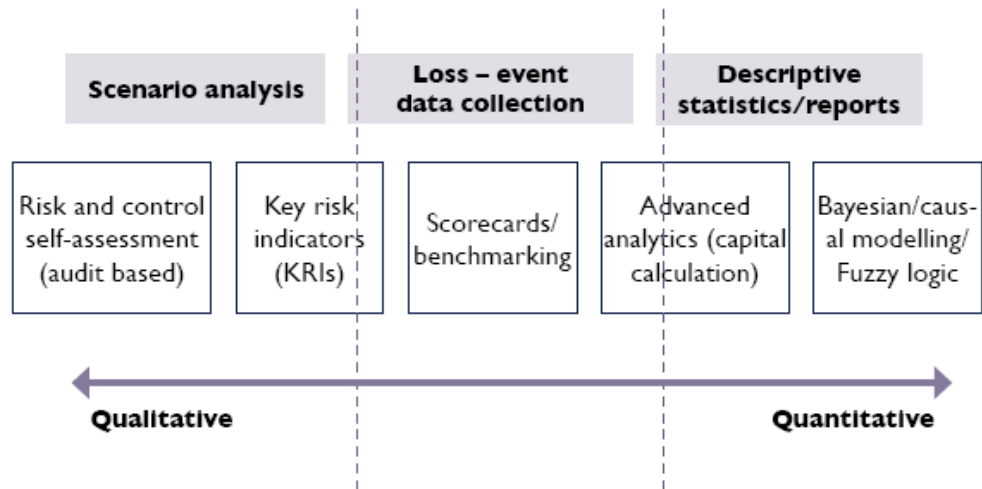 Scenario analysis
Loss – event
data collection
Descriptive
statistics/reports
Risk and control
self-assessment
(audit based)
Key risk
indicators
(KRIs)
Scorecards/
benchmarking
Advanced
analytics (capital
calculation)
Bayesian/caus-
al modelling/
Fuzzy logic
Qualitative
Quantitative